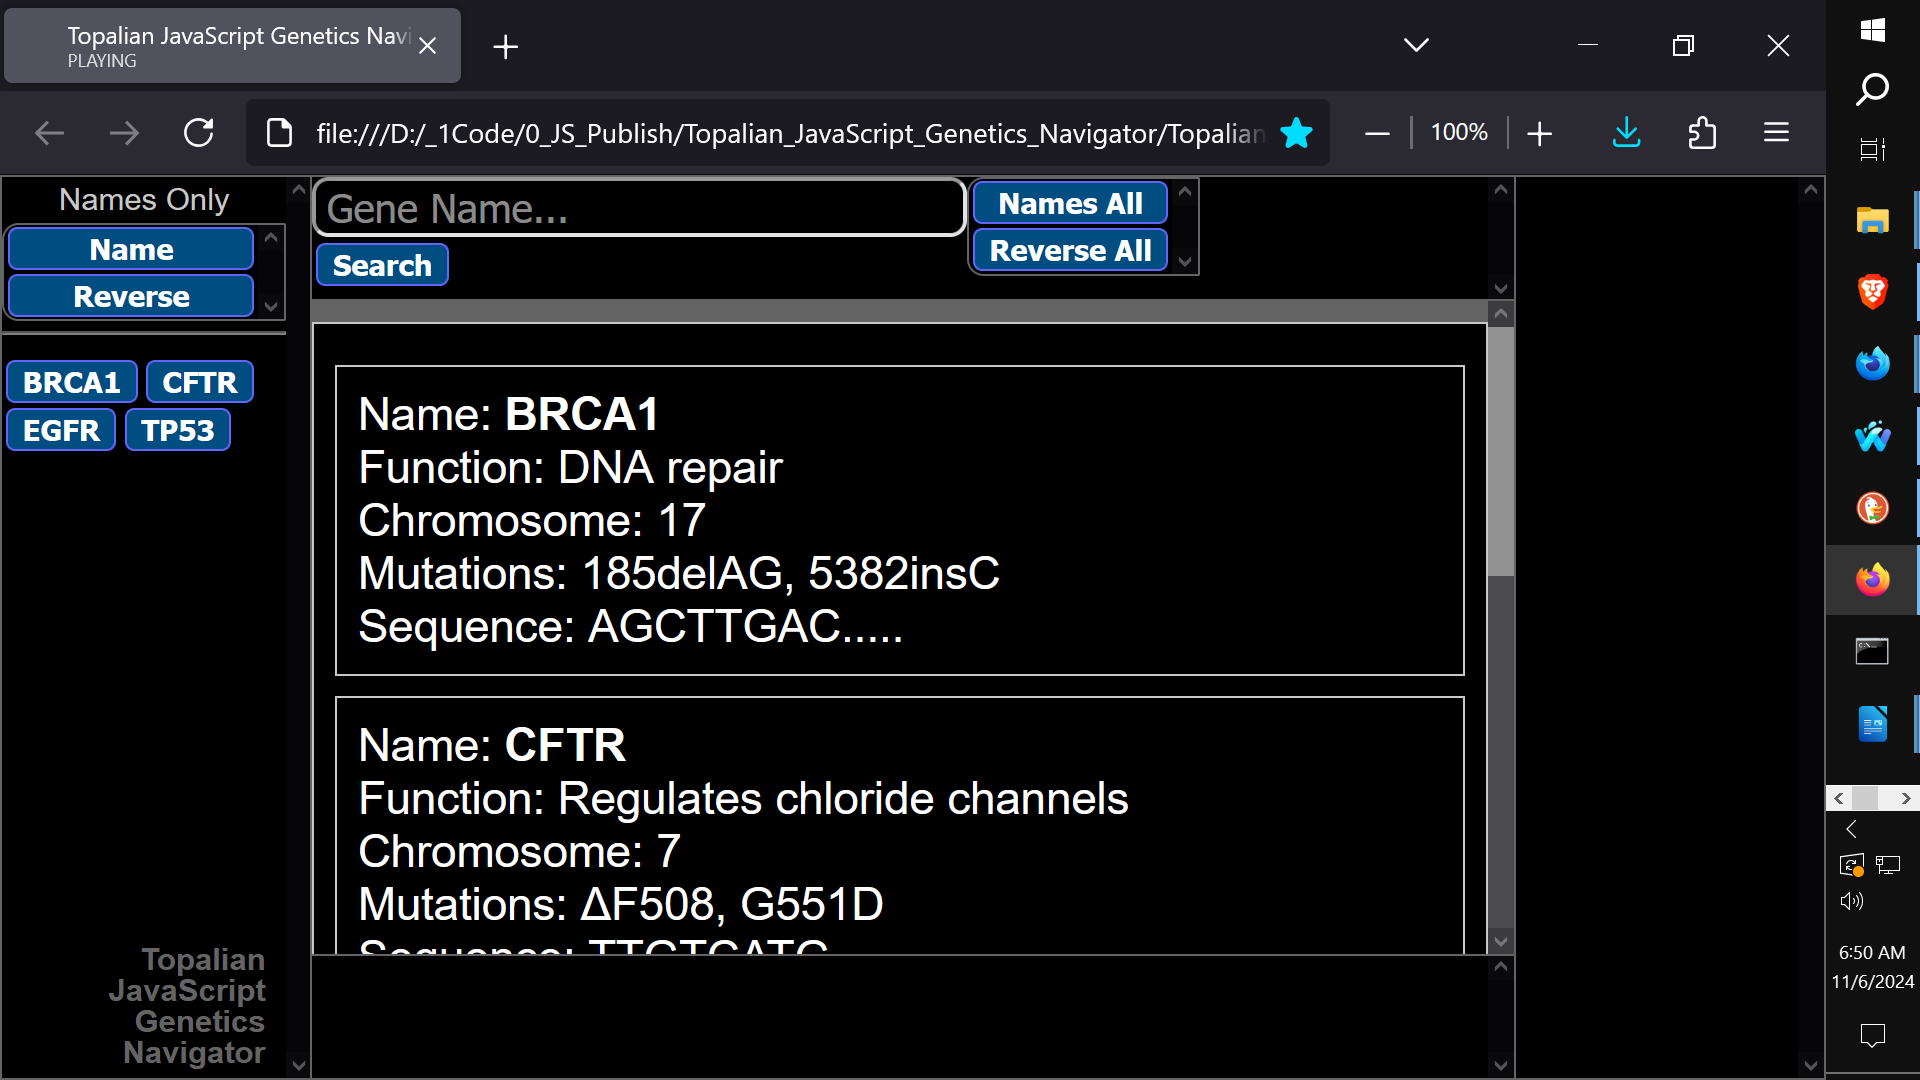 Topalian JavaScript Genetics Navi
PLAYING
file:///D:/_1Code/0_JS_Publish/Topalian_JavaScript_Genetics_Navigator/Topalian
100%
Names Only
Name
Reverse
BRCA1 CFTR
EGFR TP53
Gene Name...
Search
Names All
Reverse All
Name: BRCA1
Function: DNA repair
Chromosome: 17
Mutations: 185delAG, 5382insC
Sequence: AGCTTGAC.....
Name: CFTR
Function: Regulates chloride channels
Chromosome: 7
Mutations: ΔF508, G551D
Topalian
JavaScript
Genetics
Navigator
6:50 AM
11/6/2024